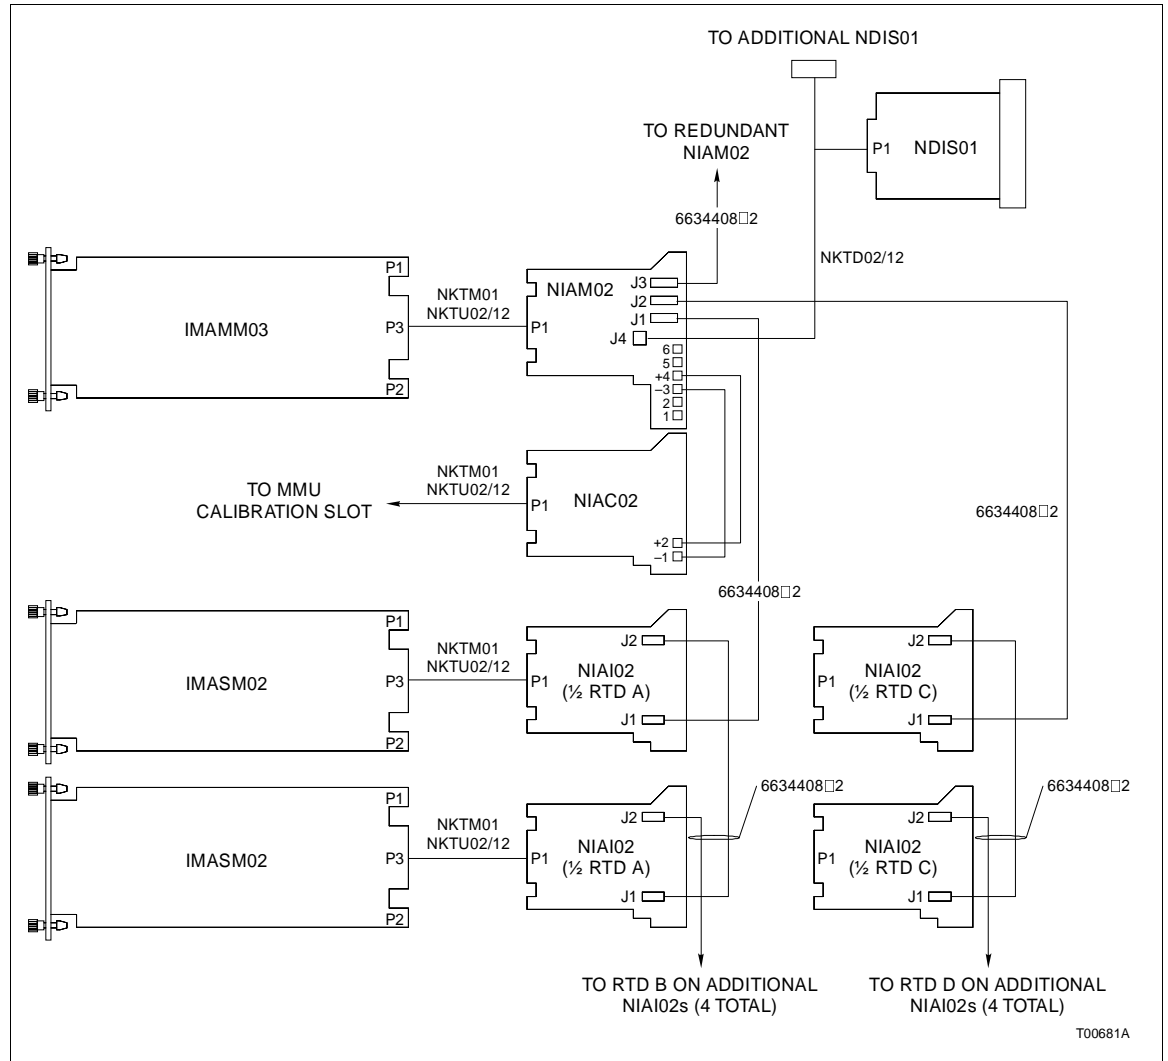 TO ADDITIONAL NDIS01
P1
NDIS01
TO REDUNDANT
NIAM02
6634408□2
NKTD02/12
IMAMM03
P1
P3
P2
NKTM01
NKTU02/12
NIAM02
P1
J3
J2
J1
J4
6
5
+4
–3
2
1
TO MMU
CALIBRATION SLOT
NKTM01
NKTU02/12
P1
NIAC02
+2
–1
6634408□2
6634408□2
IMASM02
P1
P3
P2
NKTM01
NKTU02/12
P1
NIAI02
(½ RTD A)
J2
J1
P1
NIAI02
(½ RTD C)
J2
J1
IMASM02
P1
P3
P2
NKTM01
NKTU02/12
P1
NIAI02
(½ RTD A)
J2
J1
6634408□2
P1
NIAI02
(½ RTD C)
J2
J1
6634408□2
TO RTD B ON ADDITIONAL
NIAI02s (4 TOTAL)
TO RTD D ON ADDITIONAL
NIAI02s (4 TOTAL)
T00681A